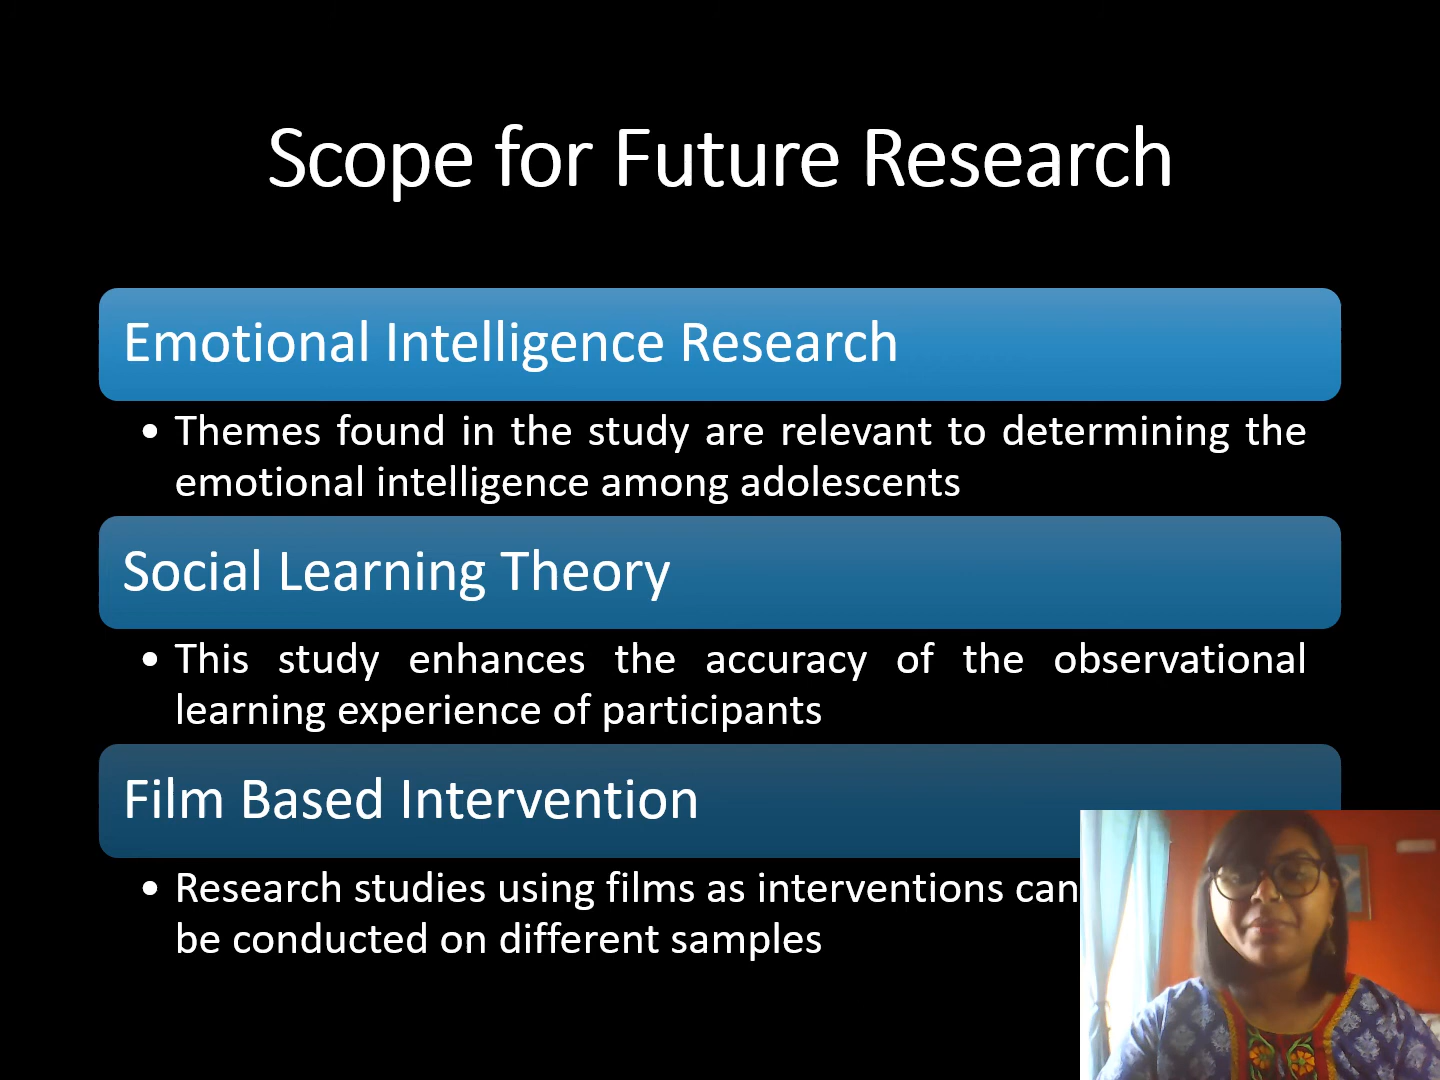 Scope for Future Research
Emotional Intelligence Research
• Themes found in the study are relevant to determining the
emotional intelligence among adolescents
Social Learning Theory
• This study enhances the accuracy of the observational
learning experience of participants
Film Based Intervention
• Research studies using films as interventions can
be conducted on different samples